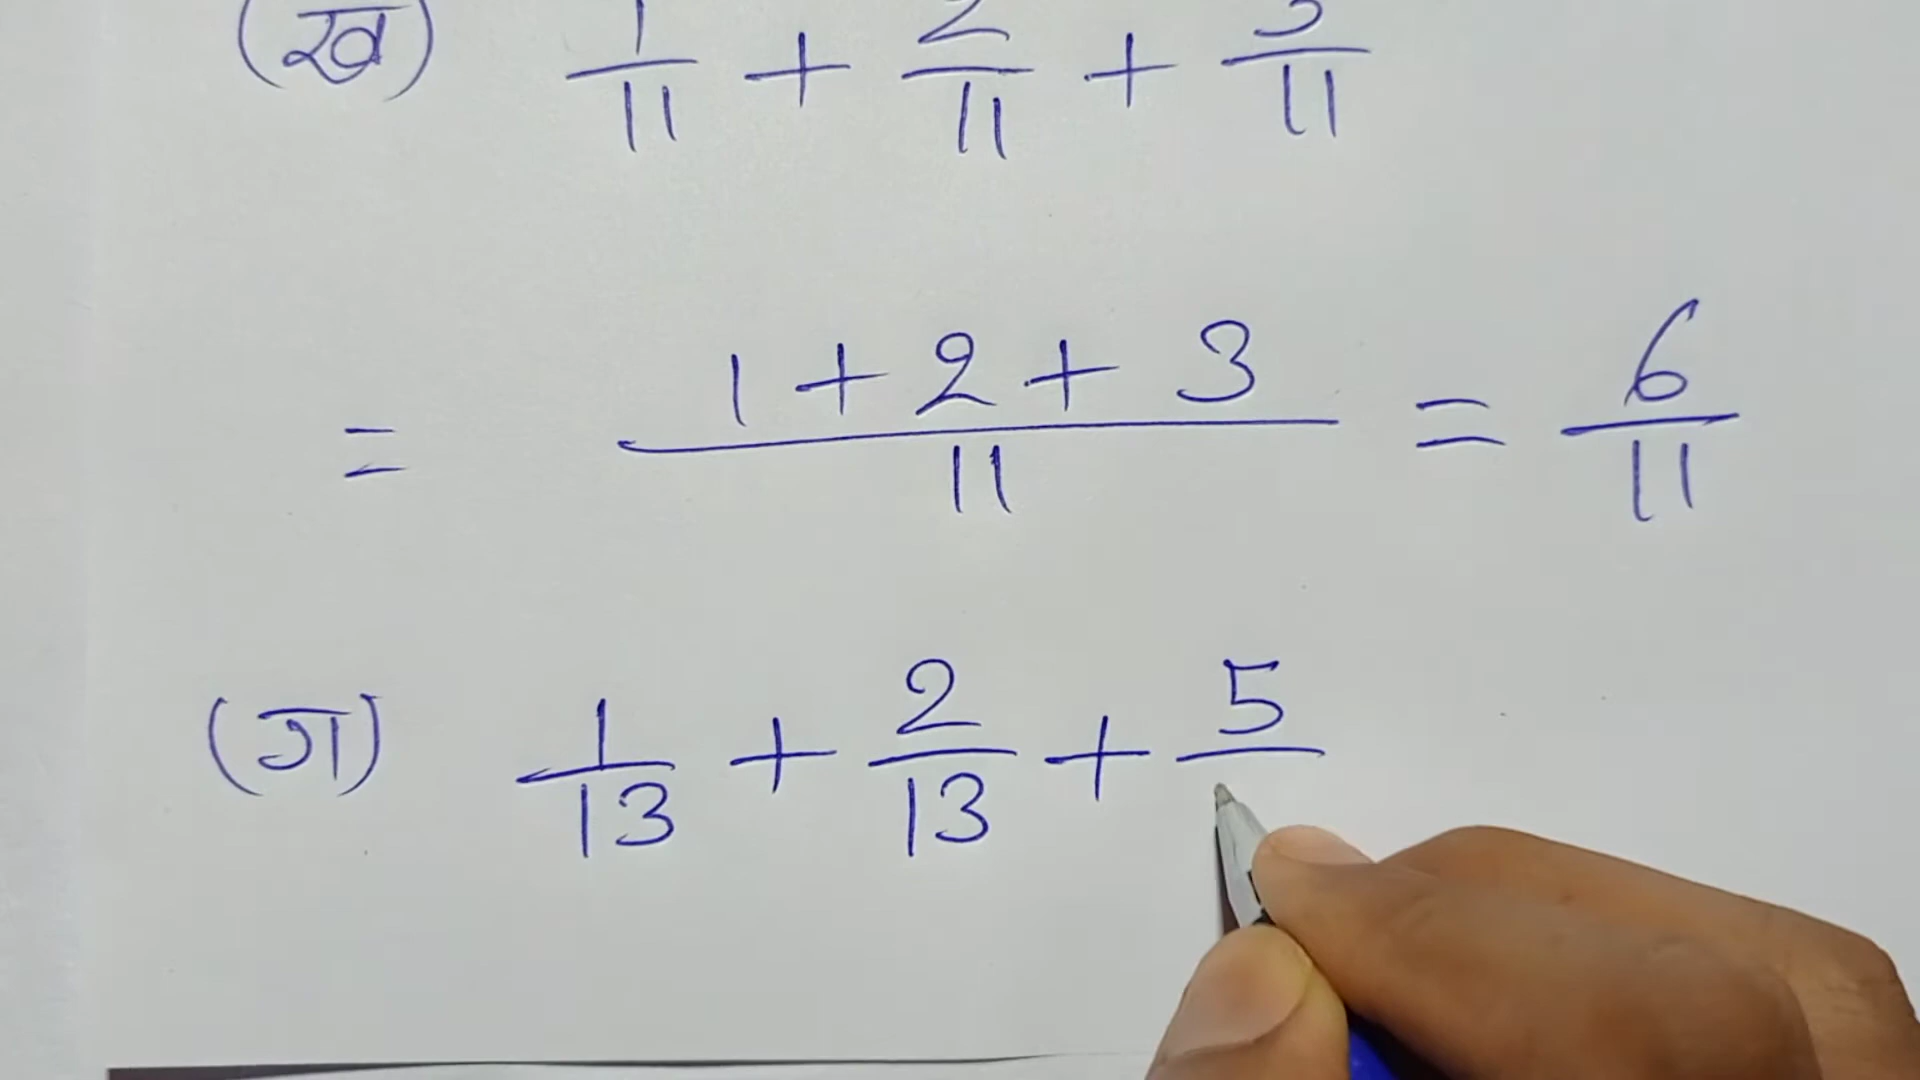 (ख) 1/11 + 2/11 + 3/11
= (1 + 2 + 3)/11 = 6/11
(ग) 1/13 + 2/13 + 5/